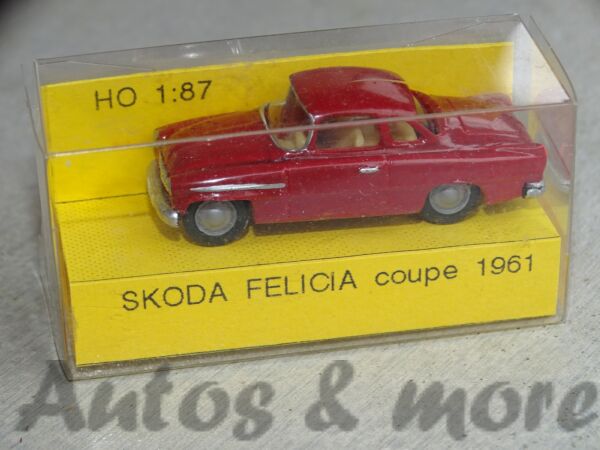 HO 1:87
SKODA FELICIA coupe 1961
Autos & more